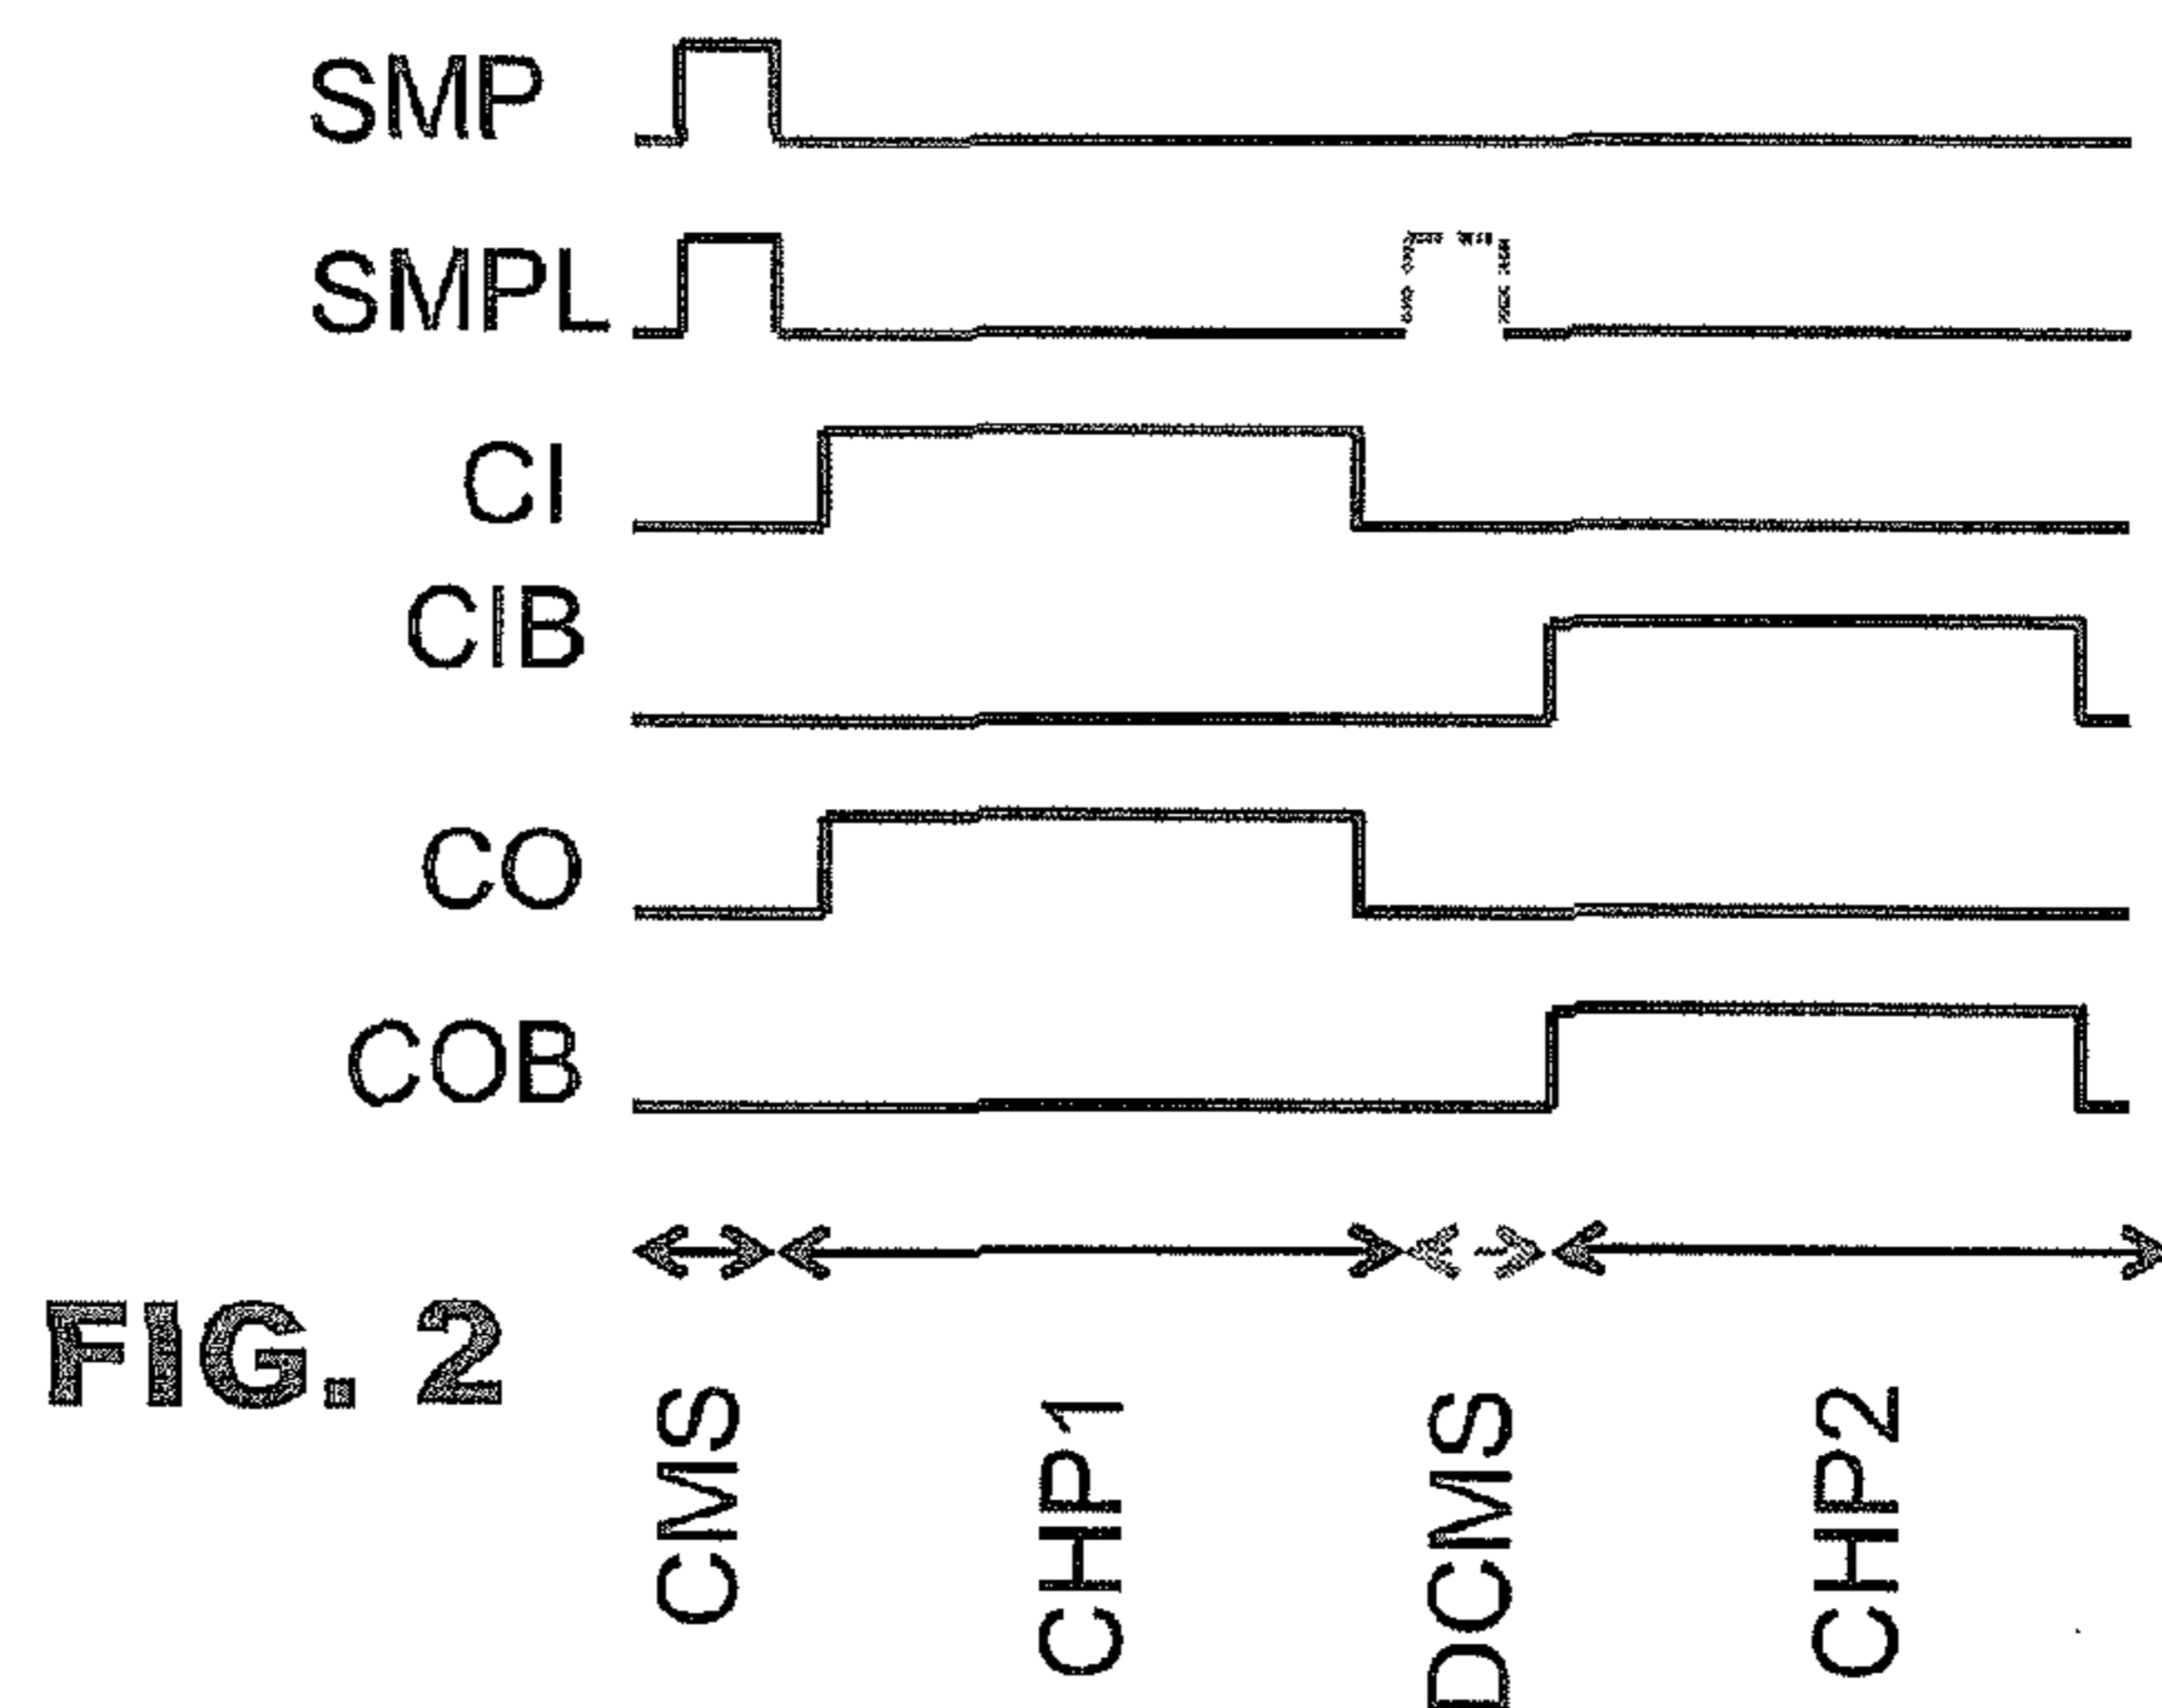 SMP
SMPL
CI
CIB
CO
COB
FIG. 2
CMS
CHP1
DCMS
CHP2